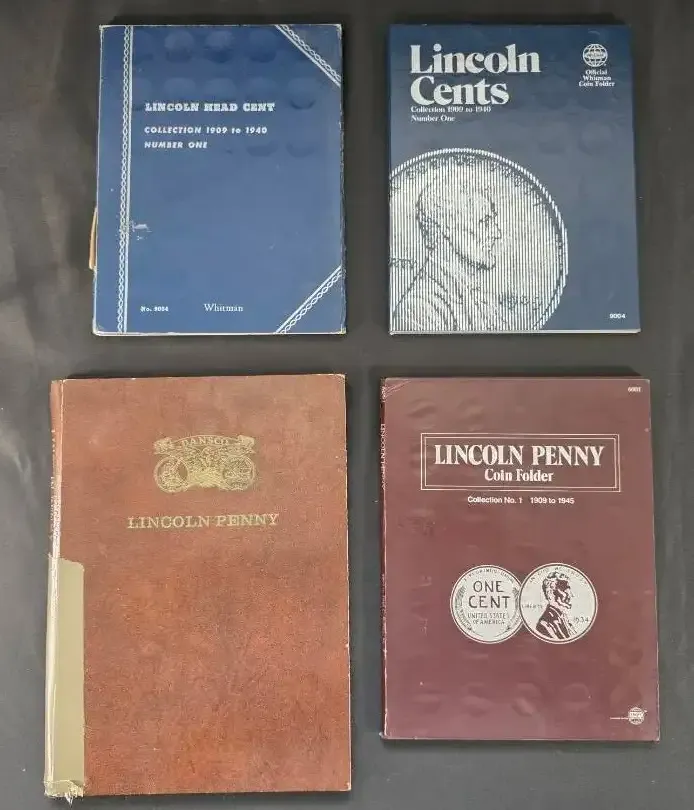 LINCOLN HEAD CENT
COLLECTION 1909 to 1940
NUMBER ONE
No. 9004
Whitman
Lincoln
Cents
Collection 1909 to 1940
Number One
Official
Whitman
Coin Folder
9004
DANSCO
LINCOLN PENNY
LINCOLN PENNY
Coin Folder
Collection No. 1 1909 to 1945
ONE
CENT
UNITED STATES
OF AMERICA
LIBERTY
1934